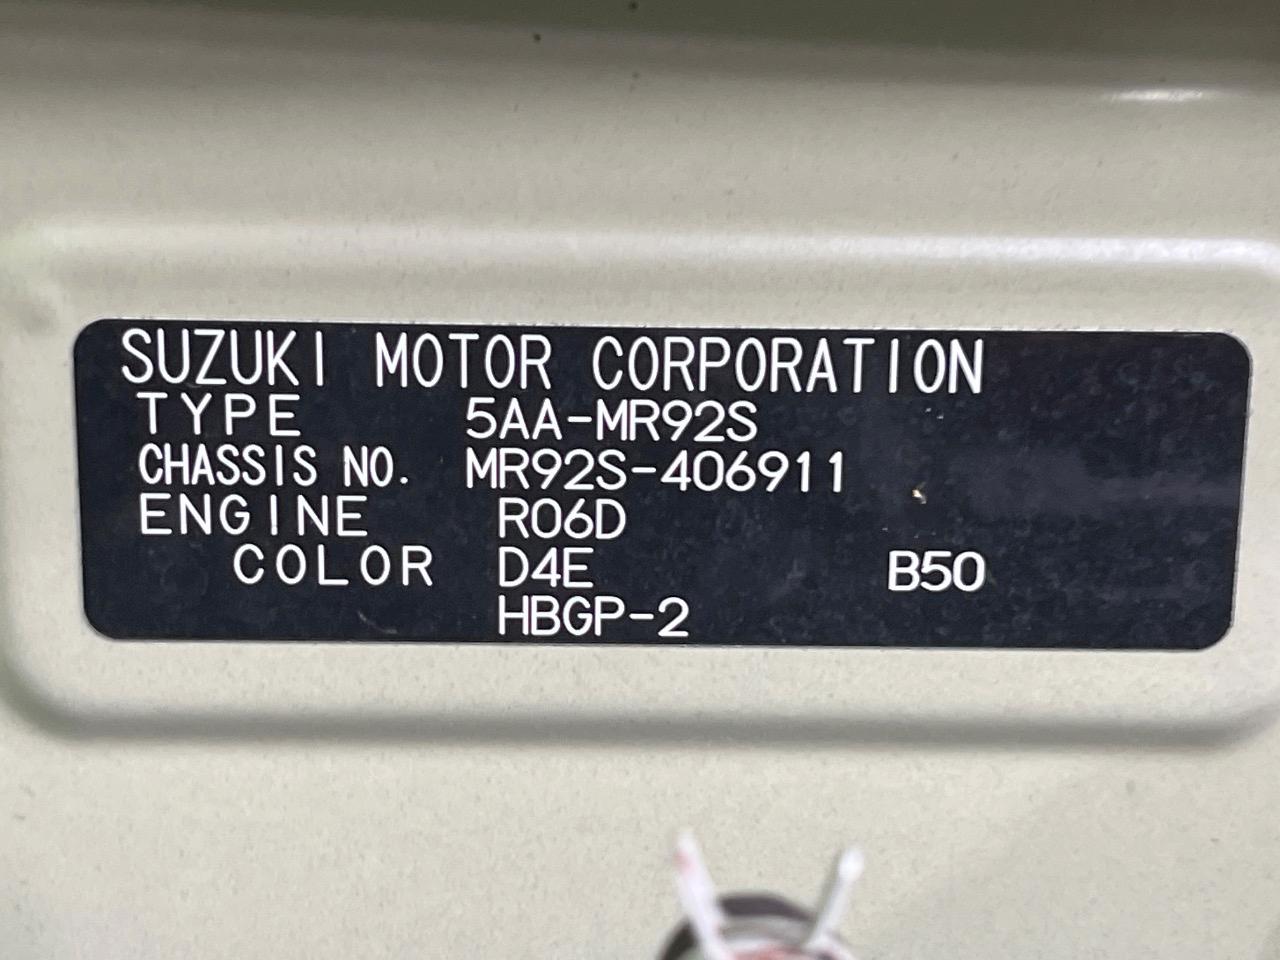 SUZUKI MOTOR CORPORATION
TYPE 5AA-MR92S
CHASSIS NO. MR92S-406911
ENGINE R06D
COLOR D4E B50
HBGP-2